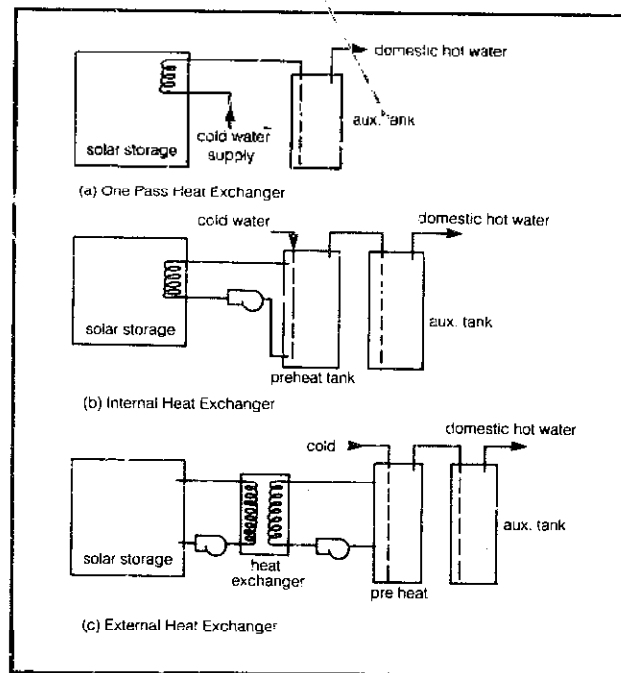 domestic hot water
aux. tank
cold water
supply
solar storage
(a) One Pass Heat Exchanger
cold water
domestic hot water
solar storage
aux. tank
preheat tank
(b) Internal Heat Exchanger
domestic hot water
cold
aux. tank
solar storage
heat
exchanger
pre heat
(c) External Heat Exchanger